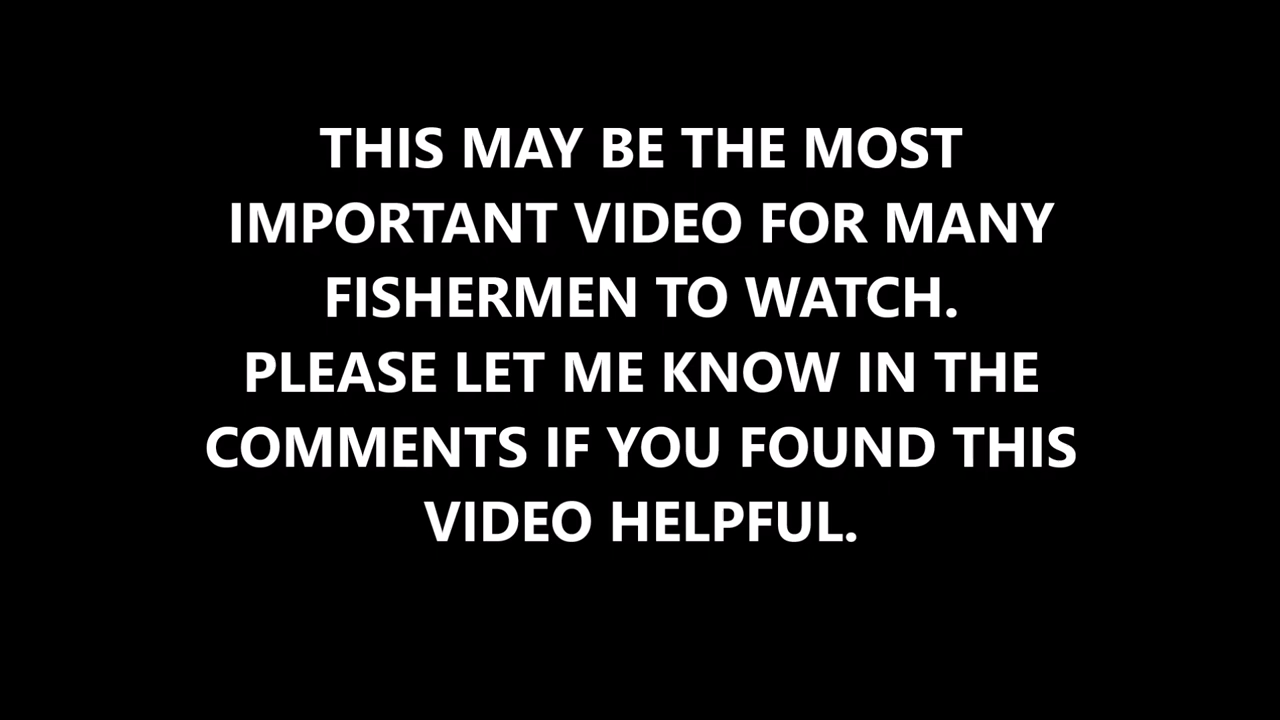 THIS MAY BE THE MOST
IMPORTANT VIDEO FOR MANY
FISHERMEN TO WATCH.
PLEASE LET ME KNOW IN THE
COMMENTS IF YOU FOUND THIS
VIDEO HELPFUL.